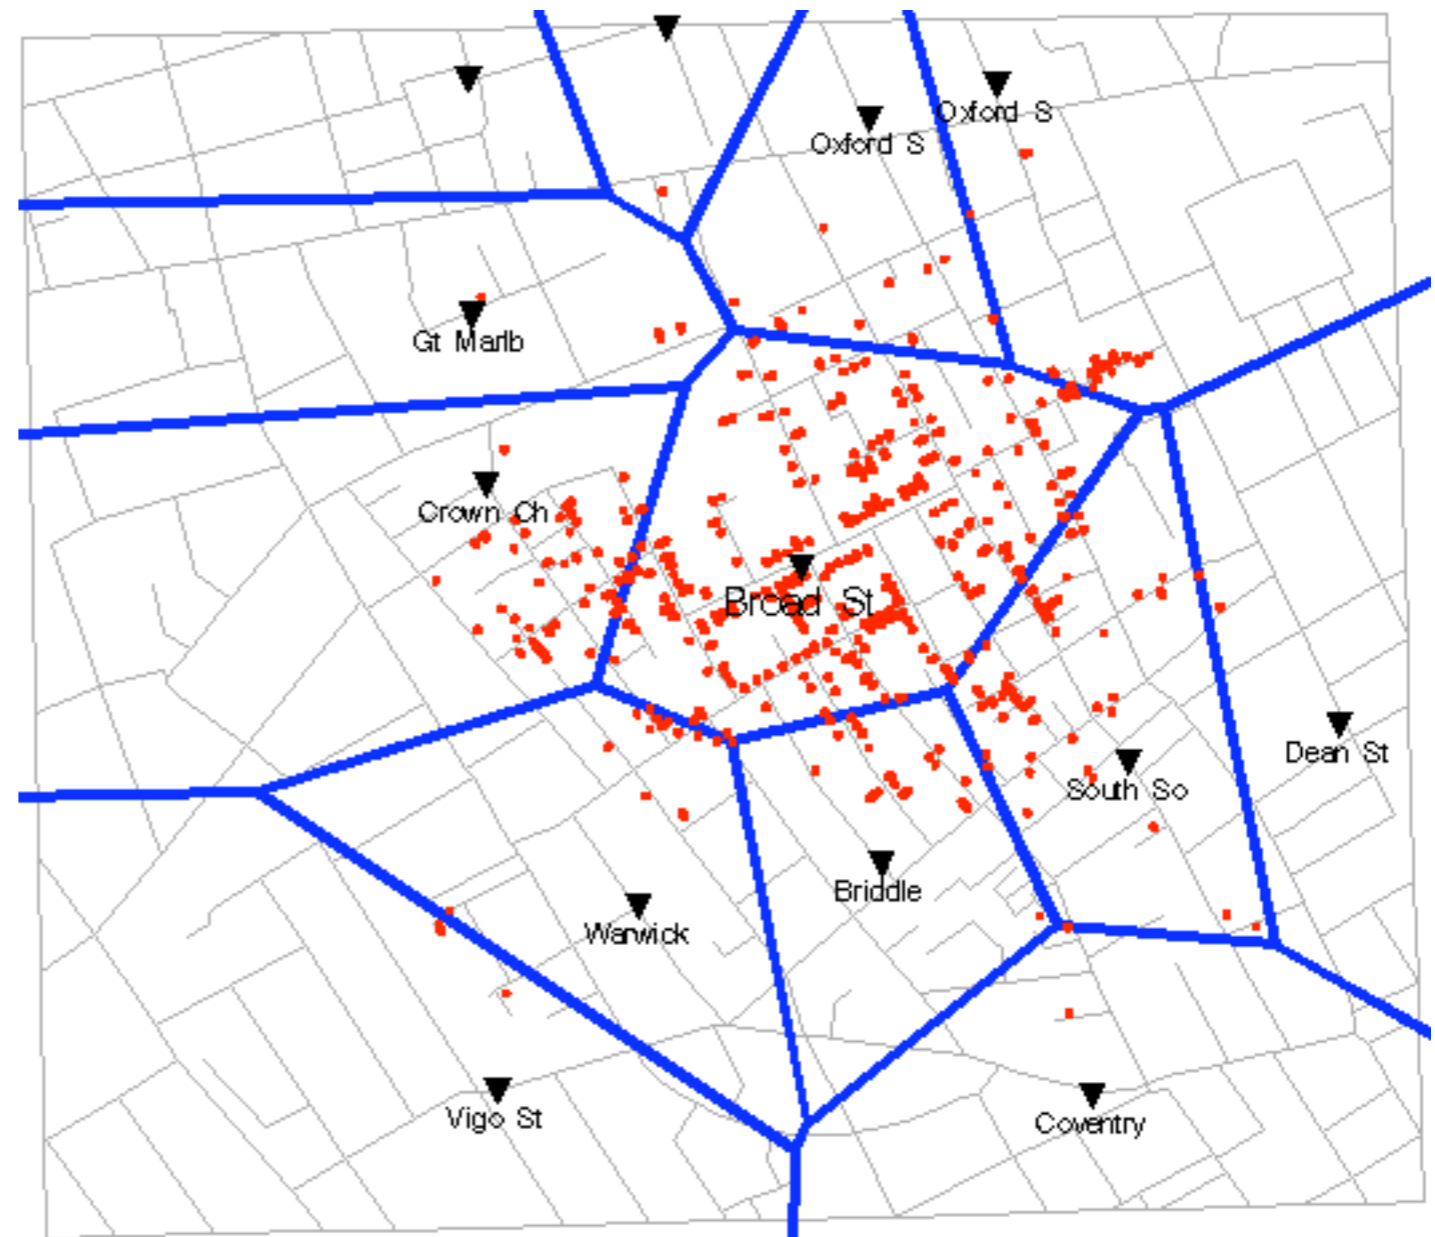 Oxford S
Oxford S
Gt Marlb
Crown Ch
Broad St
Dean St
South So
Briddle
Warwick
Vigo St
Coventry